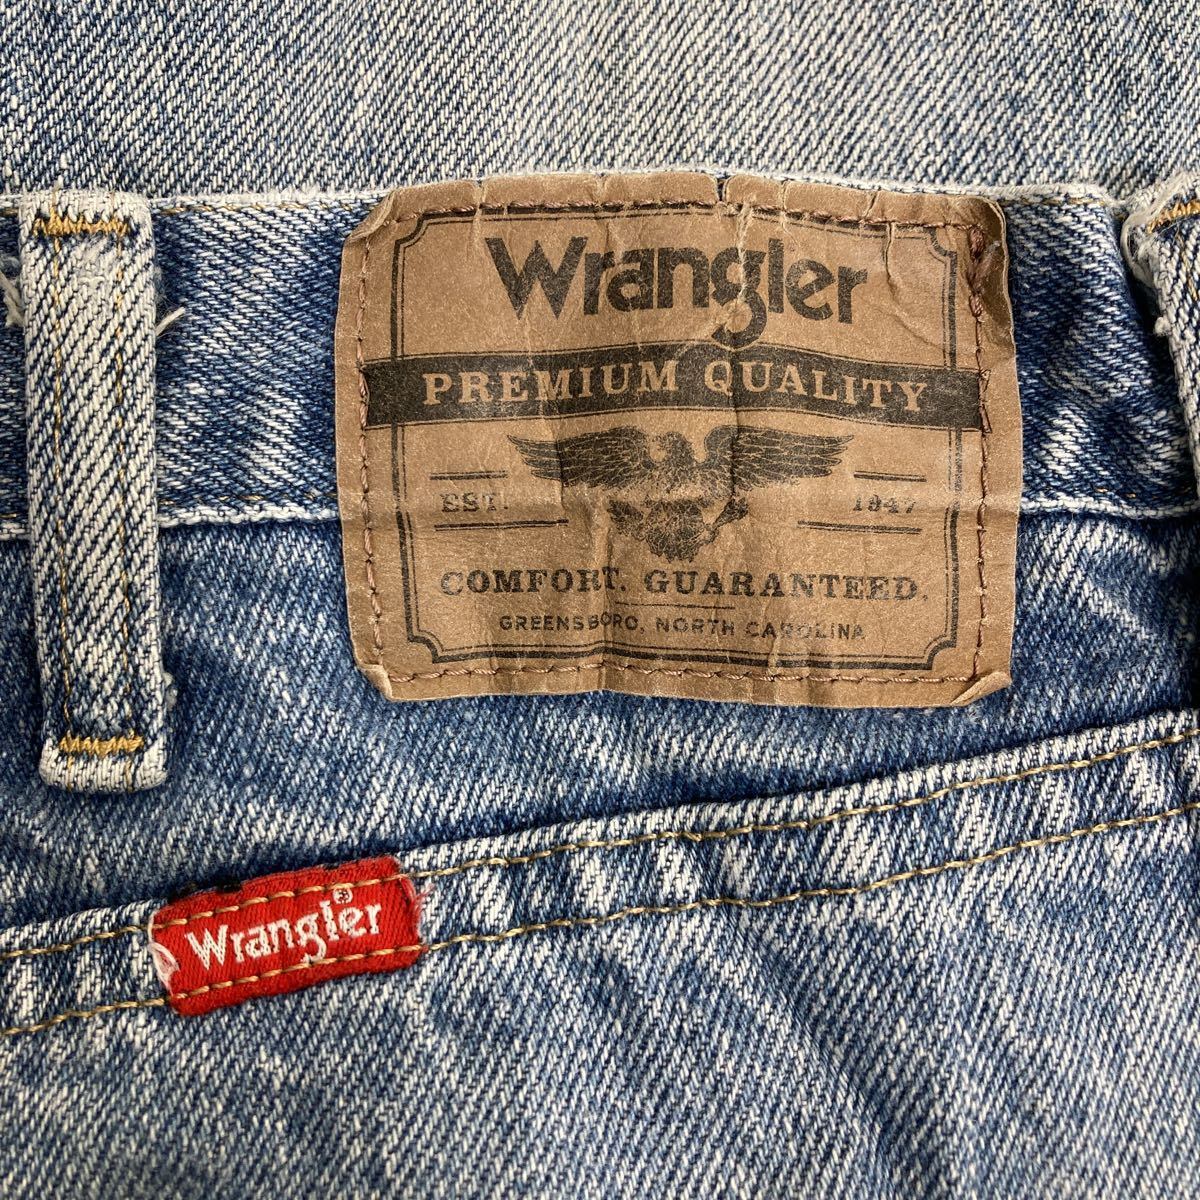 Wrangler
PREMIUM QUALITY
EST. 1947
COMFORT. GUARANTEED.
GREENSBORO, NORTH CAROLINA
Wrangler®